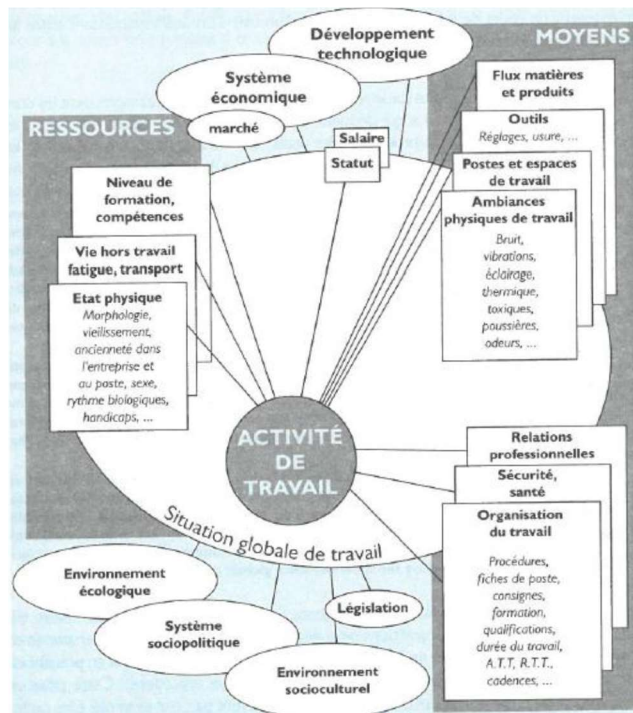 Développement
technologique
MOYENS
Système
économique
marché
RESSOURCES
Salaire
Statut
Flux matières
et produits
Outils
Réglages, usure, ...
Postes et espaces
de travail
Ambiances
physiques de travail
Bruit,
vibrations,
éclairage,
thermique,
toxiques,
poussières,
odeurs, ...
Niveau de
formation,
compétences
Vie hors travail
fatigue, transport
Etat physique
Morphologie,
vieillissement,
ancienneté dans
l'entreprise et
au poste, sexe,
rythme biologiques,
handicaps, ...
ACTIVITÉ
DE
TRAVAIL
Relations
professionnelles
Sécurité,
santé
Organisation
du travail
Procédures,
fiches de poste,
consignes,
formation,
qualifications,
durée du travail,
A.T.T, R.T.T.,
cadences, ...
Situation globale de travail
Environnement
écologique
Système
sociopolitique
Législation
Environnement
socioculturel